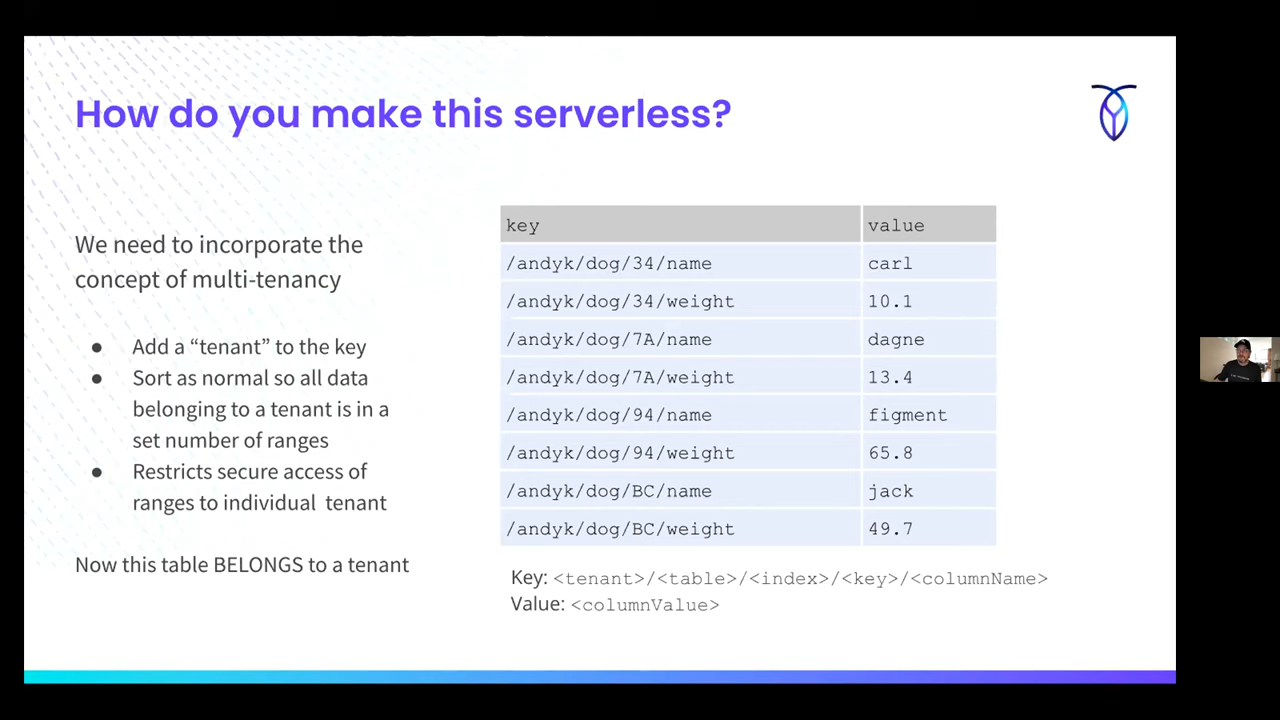 How do you make this serverless?
We need to incorporate the
concept of multi-tenancy
● Add a “tenant” to the key
● Sort as normal so all data
belonging to a tenant is in a
set number of ranges
● Restricts secure access of
ranges to individual tenant
Now this table BELONGS to a tenant
key value
/andyk/dog/34/name carl
/andyk/dog/34/weight 10.1
/andyk/dog/7A/name dagne
/andyk/dog/7A/weight 13.4
/andyk/dog/94/name figment
/andyk/dog/94/weight 65.8
/andyk/dog/BC/name jack
/andyk/dog/BC/weight 49.7
Key: <tenant>/<table>/<index>/<key>/<columnName>
Value: <columnValue>